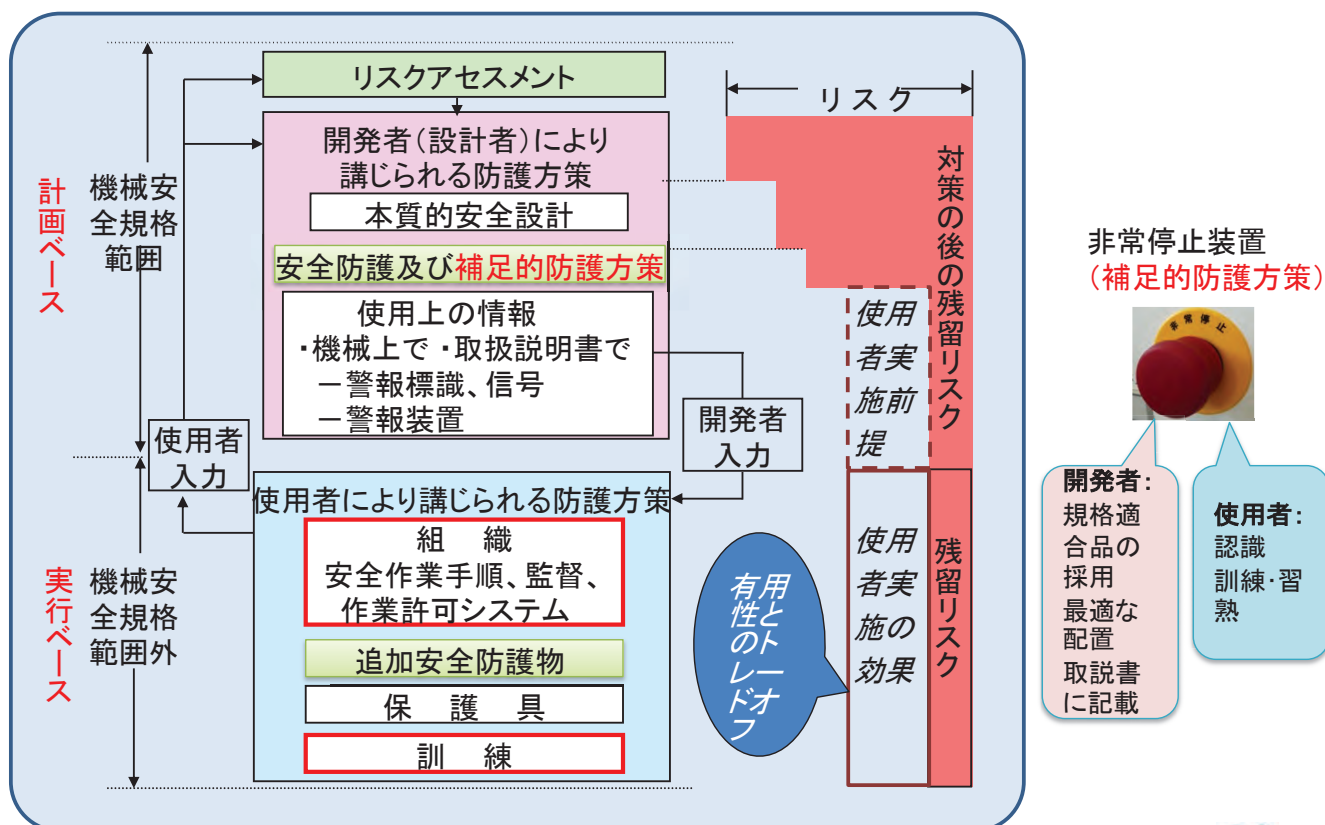 リスクアセスメント
開発者(設計者)により
講じられる防護方策
本質的安全設計
安全防護及び補足的防護方策
使用上の情報
・機械上で ・取扱説明書で
－警報標識、信号
－警報装置
計画ベース
機械安
全規格
範囲
使用者
入力
開発者
入力
使用者により講じられる防護方策
組　織
安全作業手順、監督、
作業許可システム
追加安全防護物
保　護　具
訓　練
実行ベース
機械安
全規格
範囲外
リ ス ク
対策の後の残留リスク
使用
者実
施前
提
使用
者実
施の
効果
残留リスク
用とトーオ
有性のレドフ
非常停止装置
(補足的防護方策)
非常停止
開発者：
規格適
合品の
採用
最適な
配置
取説書
に記載
使用者：
認識
訓練・習
熟